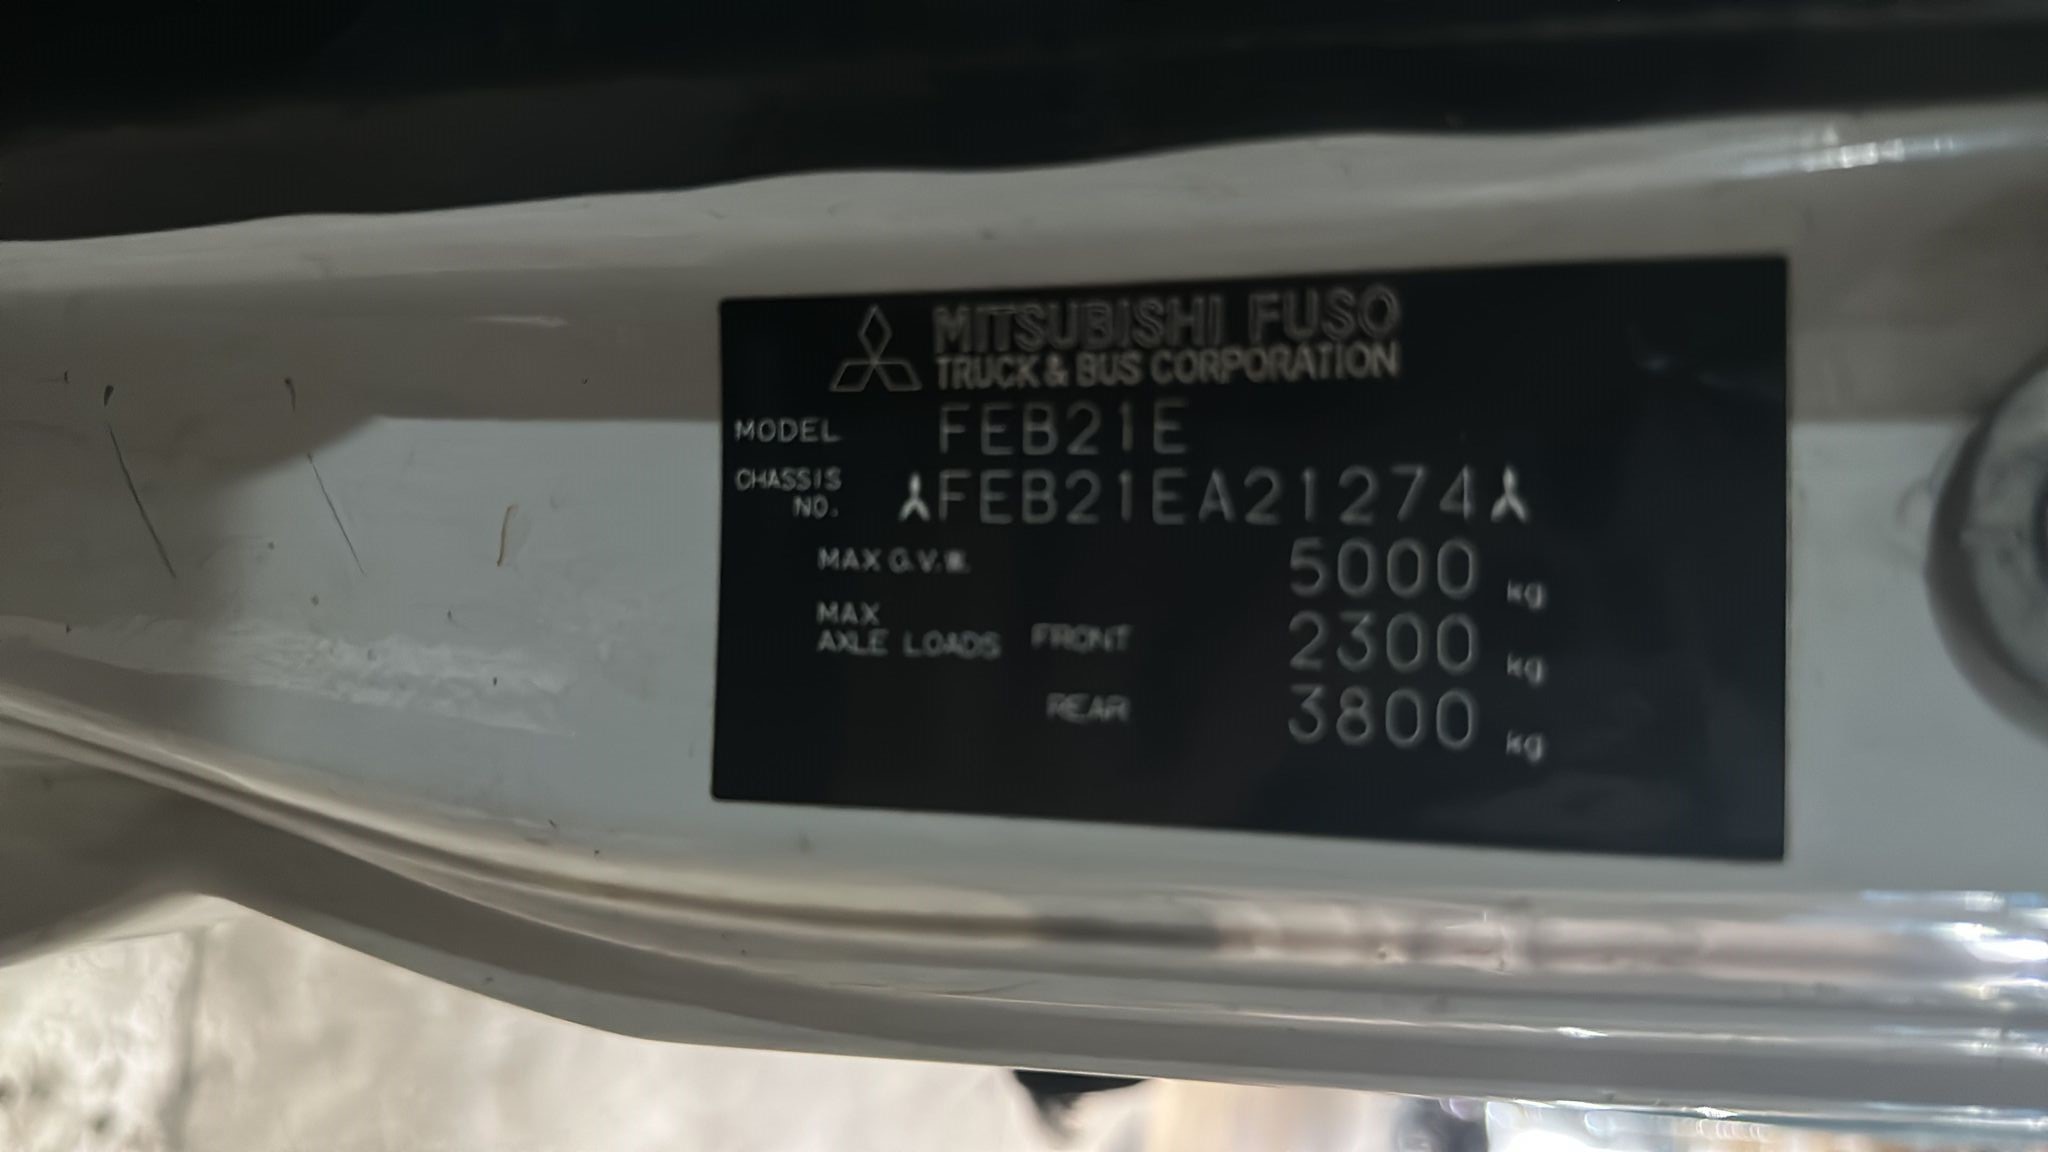 MITSUBISHI FUSO
TRUCK & BUS CORPORATION
MODEL FEB21E
CHASSIS NO. FEB21EA21274
MAX G.V.W. 5000 kg
MAX AXLE LOADS FRONT 2300 kg
REAR 3800 kg